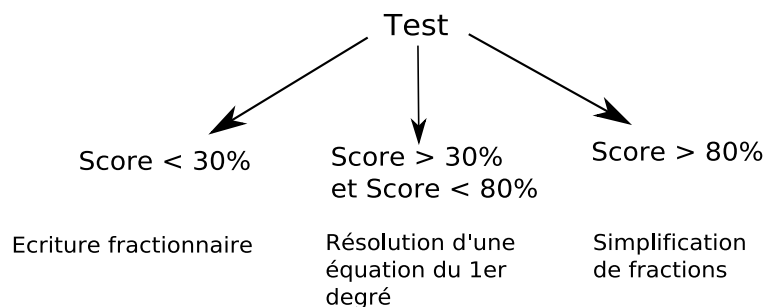 Test
Score < 30%
Score > 30%
et Score < 80%
Score > 80%
Ecriture fractionnaire
Résolution d'une
équation du 1er
degré
Simplification
de fractions